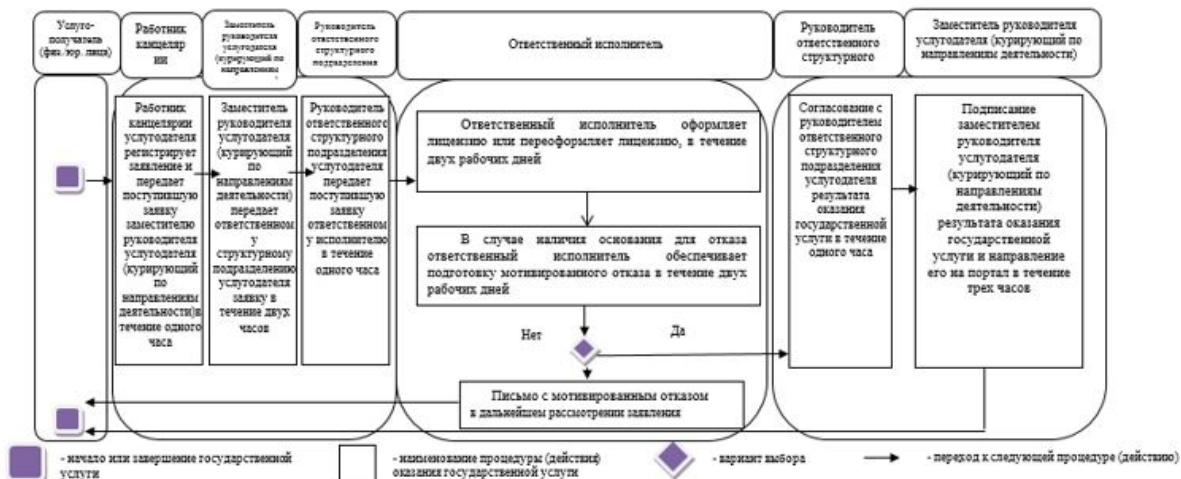 Услуго-
получатель
(физ/юр. лица)
Работник
канцеляр
ии
Заместитель
руководителя
услугодателя
(курирующий по
направлениям
Руководитель
ответственного
структурного
подразделения
Ответственный исполнитель
Руководитель
ответственного
структурного
Заместитель руководителя
услугодателя (курирующий по
направлениям деятельности)
Работник
канцелярии
услугодателя
регистрирует
заявление и
передает
поступившую
заявку
заместителю
руководителя
услугодателя
(курирующий
по
направлениям
деятельности)в
течение одного
часа
Заместитель
руководителя
услугодателя
(курирующий
по
направлениям
деятельности)
передает
ответственном
у
структурному
подразделению
услугодателя
заявку в
течение двух
часов
Руководитель
ответственного
структурного
подразделения
услугодателя
передает
поступившую
заявку
ответственном
у исполнителю
в течение
одного часа
Ответственный исполнитель оформляет
лицензию или переоформляет лицензию, в течение
двух рабочих дней
В случае наличия основания для отказа
ответственный исполнитель обеспечивает
подготовку мотивированного отказа в течение двух
рабочих дней
Нет
Да
Письмо с мотивированным отказом
в дальнейшем рассмотрении заявления
Согласование с
руководителем
ответственного
структурного
подразделения
услугодателя
результата
оказания
государственной
услуги в течение
одного часа
Подписание
заместителем
руководителя
услугодателя
(курирующий по
направлениям
деятельности)
результата оказания
государственной
услуги и направление
его на портал в течение
трех часов
- начало или завершение государственной
услуги
- наименование процедуры (действия)
оказания государственной услуги
- вариант выбора
- переход к следующей процедуре (действию)